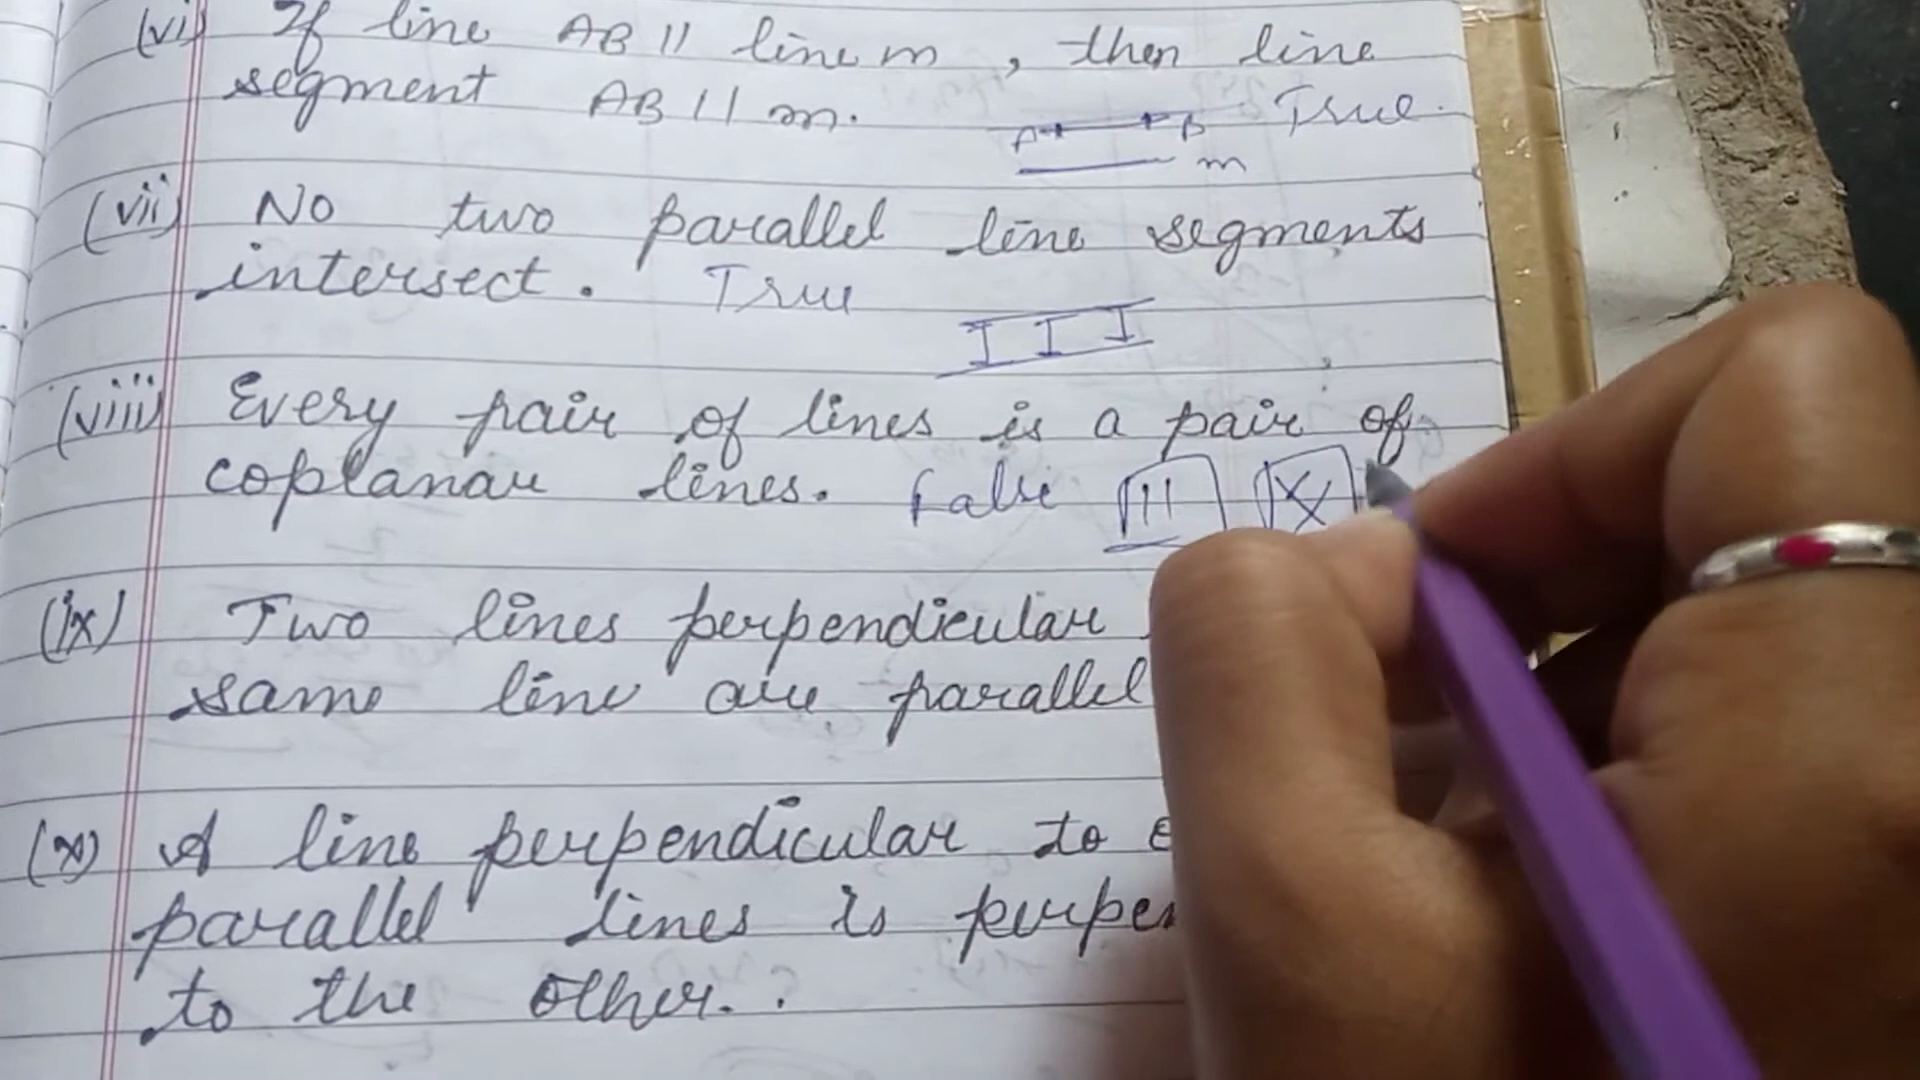 (vi) If line AB || line m , then line
segment AB || m. True.
A B
m
(vii) No two parallel line segments
intersect. True
(viii) Every pair of lines is a pair of
coplanar lines. False
(ix) Two lines perpendicular
same line are parallel
(x) A line perpendicular to
parallel lines is
to the other.